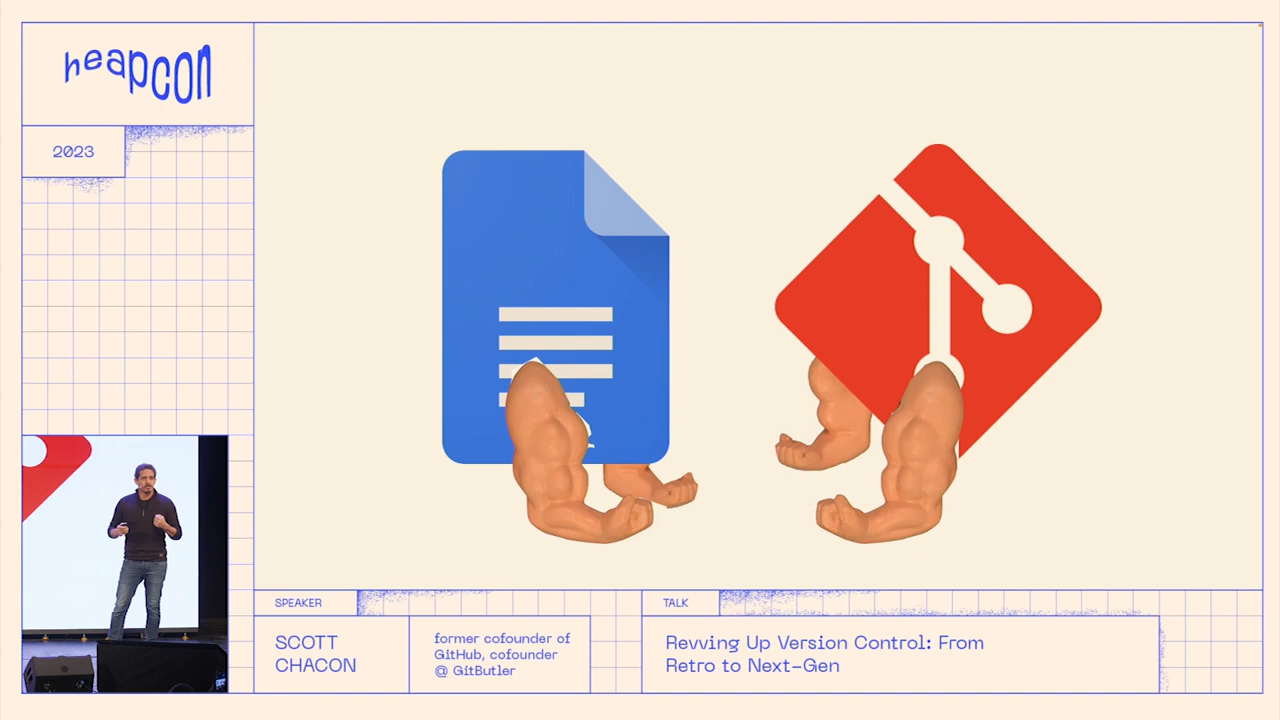 heapcon
2023
SPEAKER
SCOTT
CHACON
former cofounder of
GitHub, cofounder
@ GitButler
TALK
Revving Up Version Control: From
Retro to Next-Gen